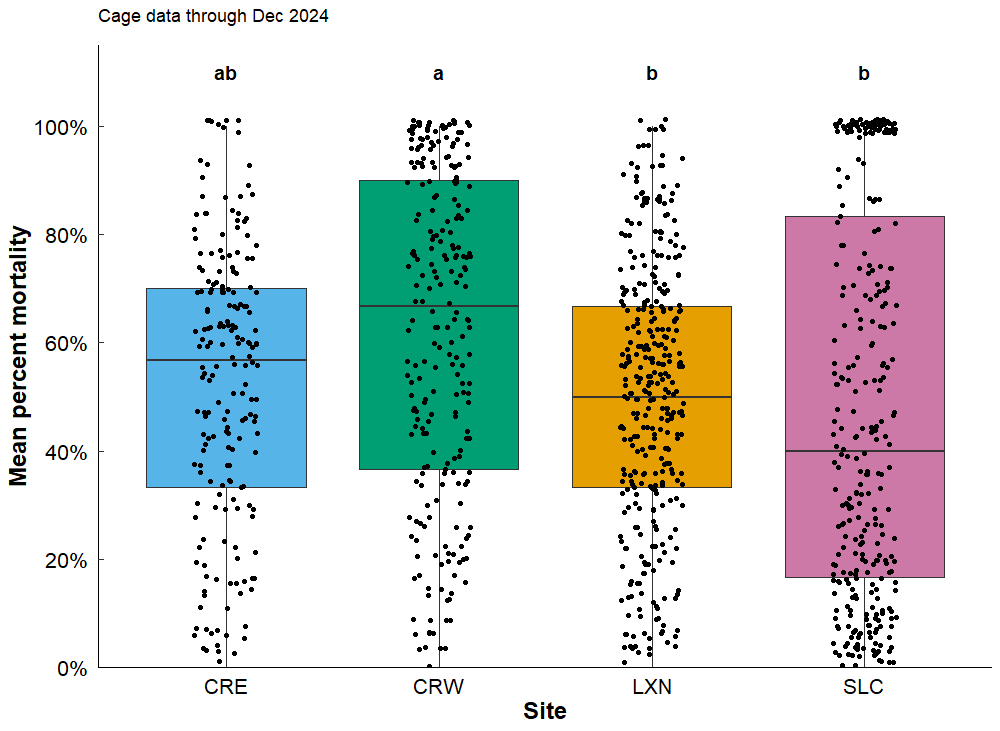 Cage data through Dec 2024
ab a b b
100%
80%
60%
40%
20%
0%
Mean percent mortality
CRE CRW LXN SLC
Site